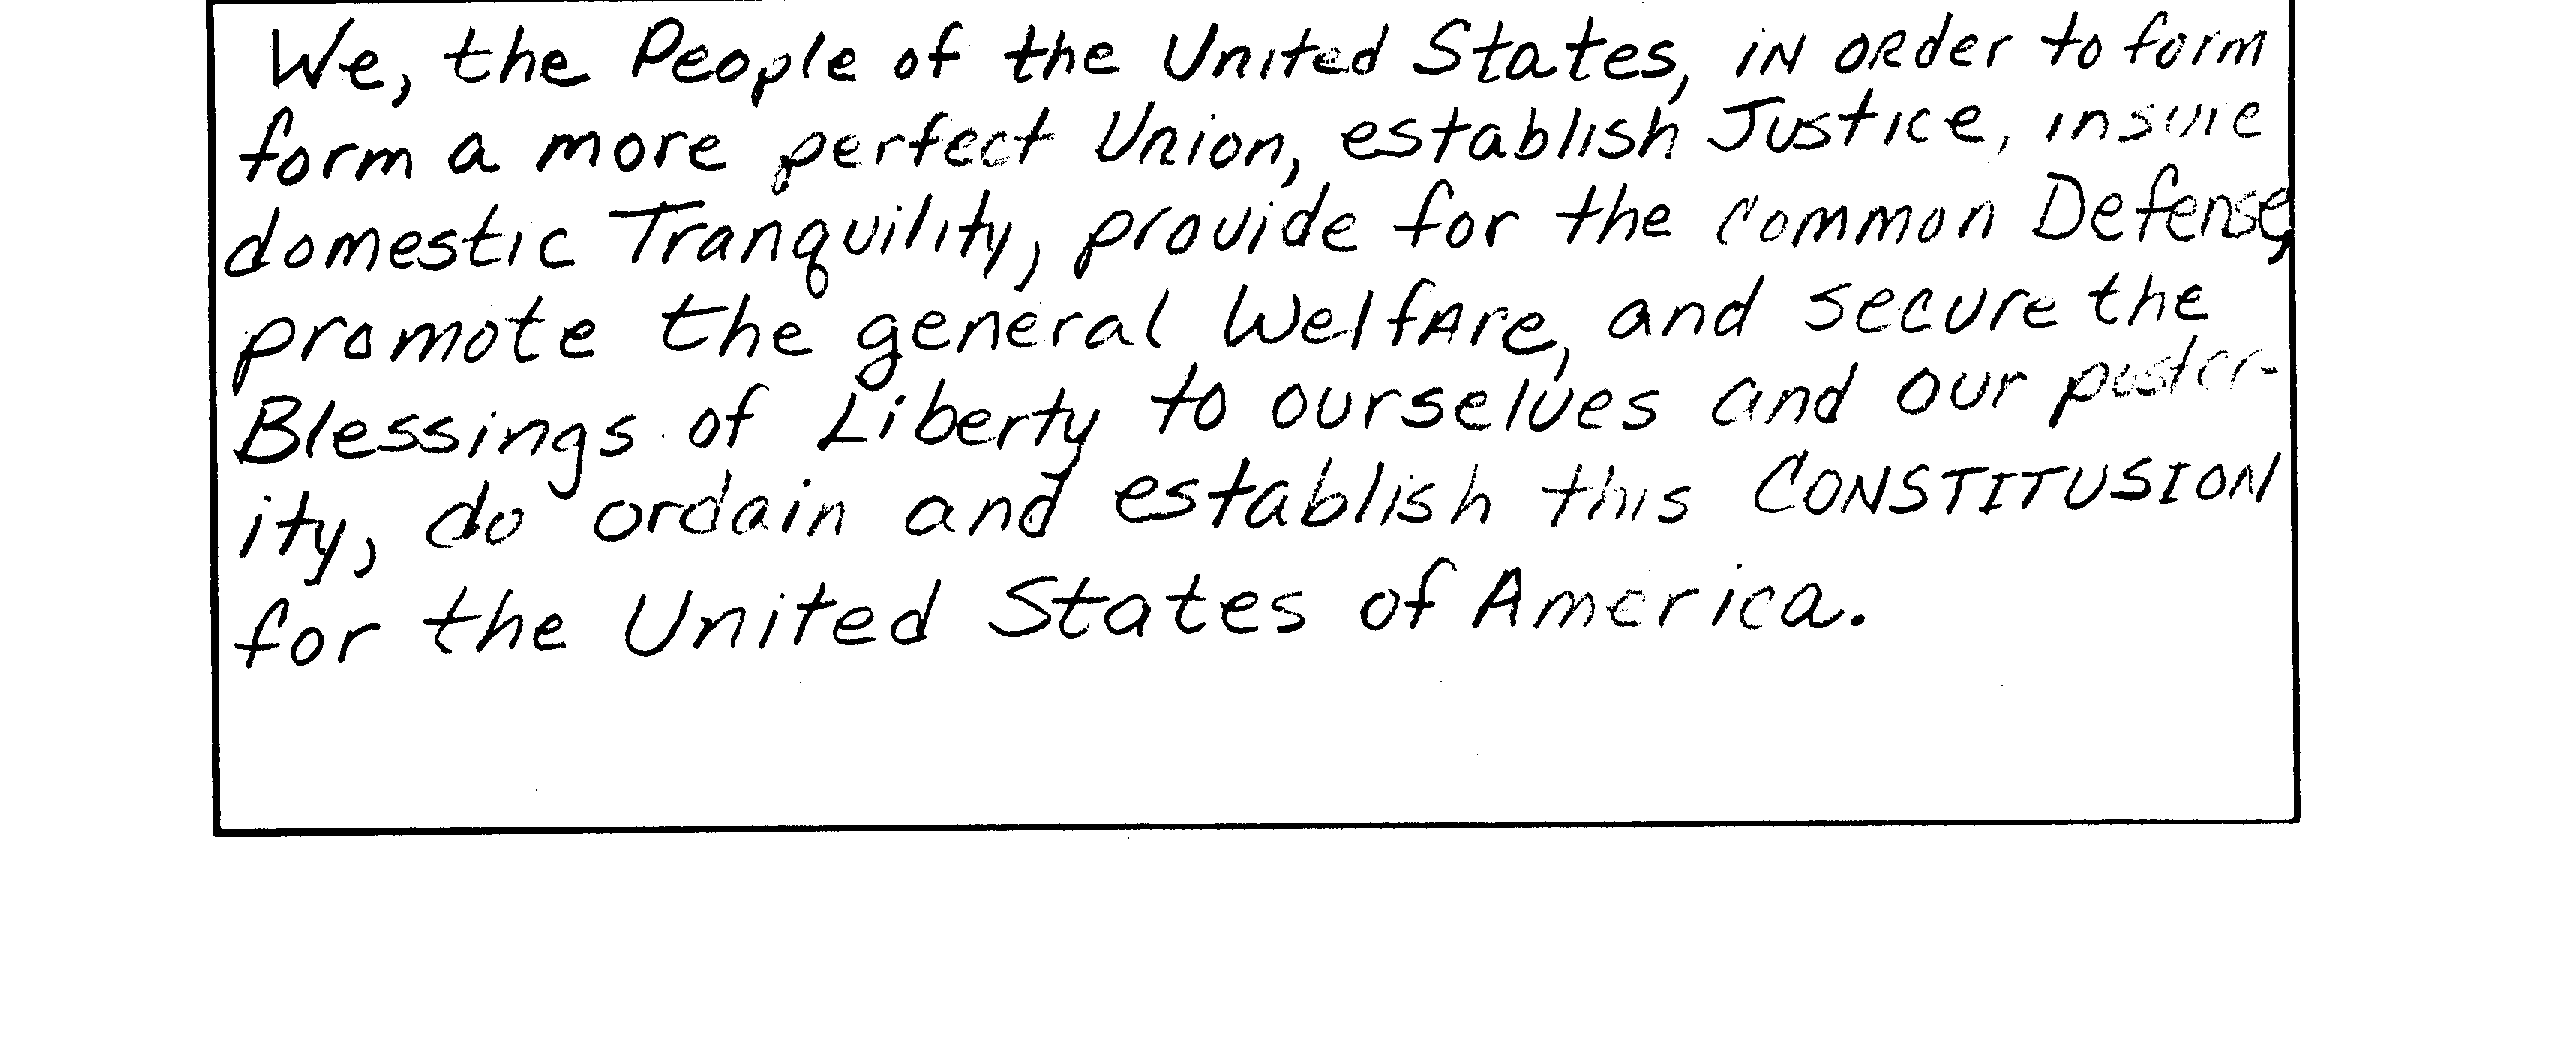 We, the People of the United States, iN ORder to form
form a more perfect Union, establish Justice, insure
domestic Tranquility, provide for the common Defense,
promote the general WelfAre, and secure the
Blessings of Liberty to ourselves and our poster-
ity, do ordain and establish this CONSTITUSION
for the United States of America.